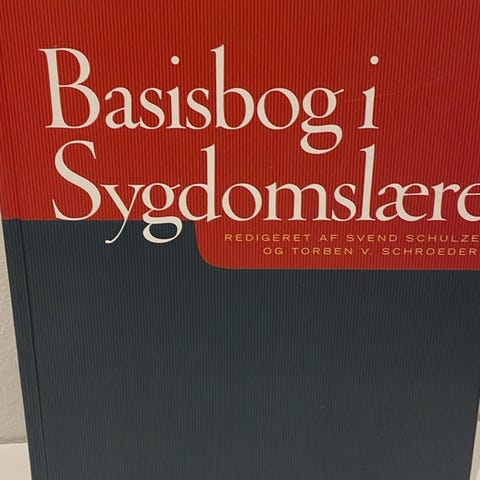 Basisbog i
Sygdomslære
REDIGERET AF SVEND SCHULZE
OG TORBEN V. SCHROEDER